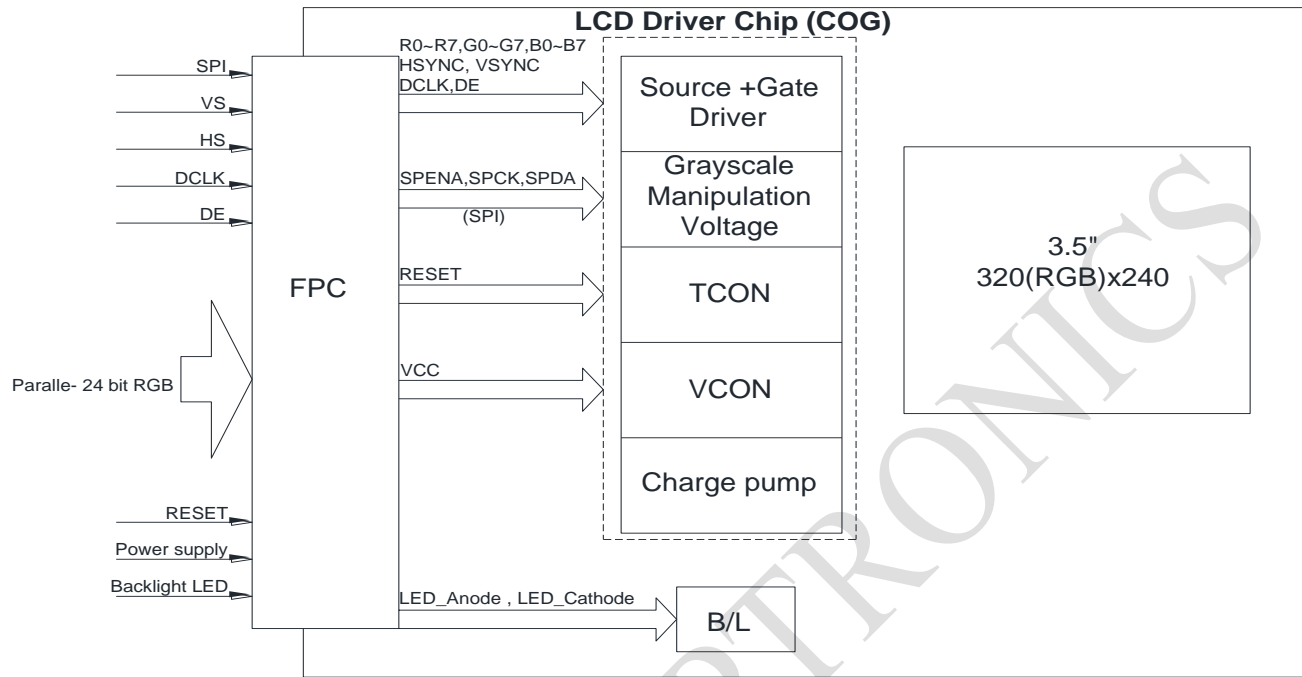 LCD Driver Chip (COG)
SPI
VS
HS
DCLK
DE
Paralle- 24 bit RGB
RESET
Power supply
Backlight LED
FPC
R0~R7,G0~G7,B0~B7
HSYNC, VSYNC
DCLK,DE
SPENA,SPCK,SPDA
(SPI)
RESET
VCC
LED_Anode , LED_Cathode
Source +Gate
Driver
Grayscale
Manipulation
Voltage
TCON
VCON
Charge pump
B/L
3.5"
320(RGB)x240
RTRONICS